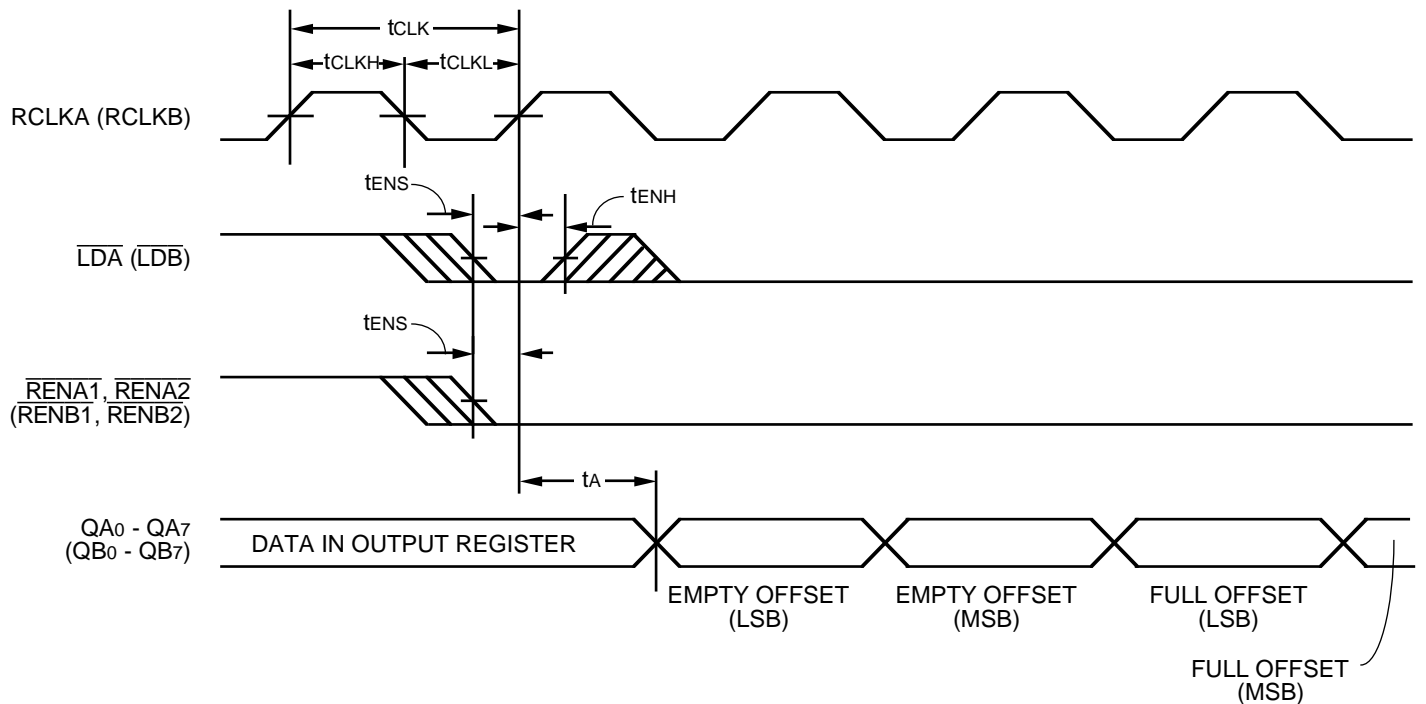 tCLK
tCLKH
tCLKL
RCLKA (RCLKB)
tENS
tENH
LDA (LDB)
tENS
RENA1, RENA2
(RENB1, RENB2)
tA
QA0 - QA7
(QB0 - QB7)
DATA IN OUTPUT REGISTER
EMPTY OFFSET
(LSB)
EMPTY OFFSET
(MSB)
FULL OFFSET
(LSB)
FULL OFFSET
(MSB)